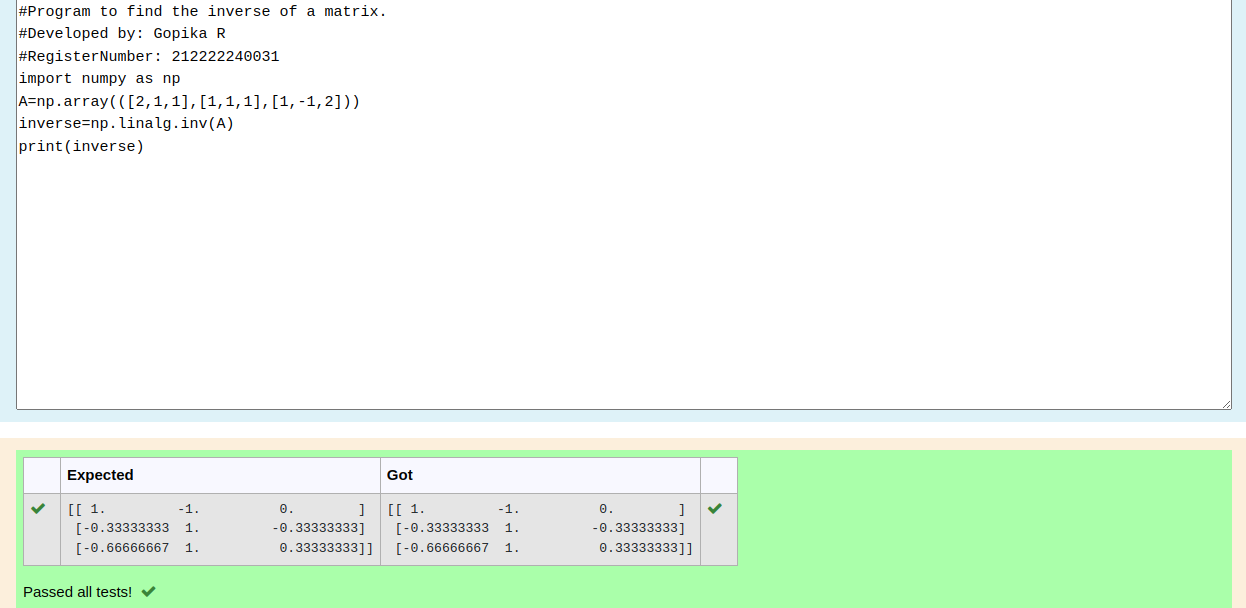 #Program to find the inverse of a matrix.
#Developed by: Gopika R
#RegisterNumber: 212222240031
import numpy as np
A=np.array(([2,1,1],[1,1,1],[1,-1,2]))
inverse=np.linalg.inv(A)
print(inverse)
Expected Got
[[ 1.         -1.          0.        ] [[ 1.         -1.          0.        ]
 [-0.33333333  1.         -0.33333333]  [-0.33333333  1.         -0.33333333]
 [-0.66666667  1.          0.33333333]]  [-0.66666667  1.          0.33333333]]
Passed all tests!